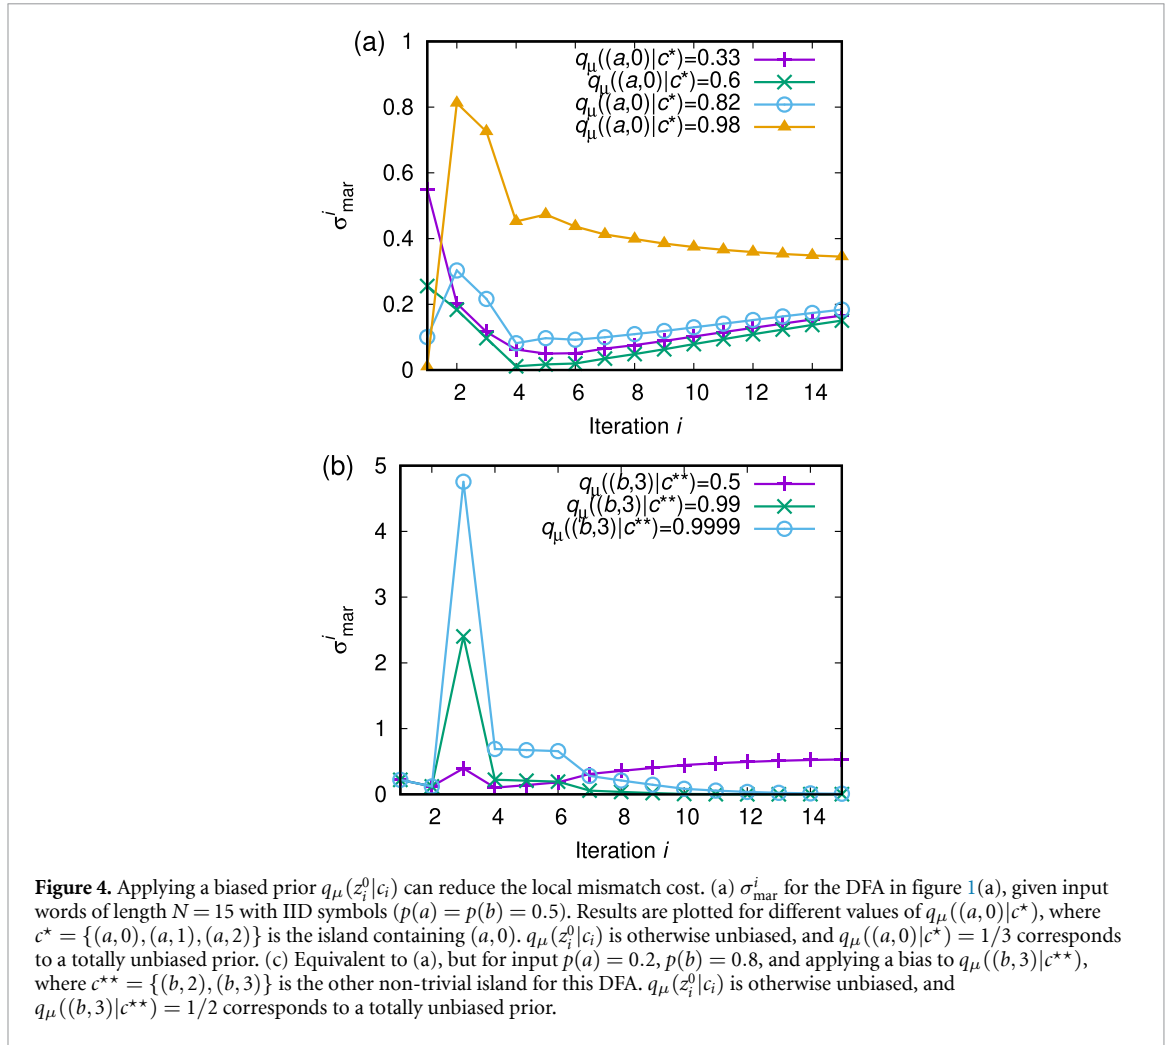 (a)
1
0.8
0.6
0.4
0.2
0
σ^i_mar
q_μ((a,0)|c*)=0.33
q_μ((a,0)|c*)=0.6
q_μ((a,0)|c*)=0.82
q_μ((a,0)|c*)=0.98
2 4 6 8 10 12 14
Iteration i
(b)
5
4
3
2
1
0
σ^i_mar
q_μ((b,3)|c**)=0.5
q_μ((b,3)|c**)=0.99
q_μ((b,3)|c**)=0.9999
2 4 6 8 10 12 14
Iteration i
Figure 4. Applying a biased prior q_μ(z_i^0|c_i) can reduce the local mismatch cost. (a) σ^i_mar for the DFA in figure 1(a), given input
words of length N = 15 with IID symbols (p(a) = p(b) = 0.5). Results are plotted for different values of q_μ((a,0)|c⋆), where
c⋆ = {(a,0),(a,1),(a,2)} is the island containing (a,0). q_μ(z_i^0|c_i) is otherwise unbiased, and q_μ((a,0)|c⋆) = 1/3 corresponds
to a totally unbiased prior. (c) Equivalent to (a), but for input p(a) = 0.2, p(b) = 0.8, and applying a bias to q_μ((b,3)|c⋆⋆),
where c⋆⋆ = {(b,2),(b,3)} is the other non-trivial island for this DFA. q_μ(z_i^0|c_i) is otherwise unbiased, and
q_μ((b,3)|c⋆⋆) = 1/2 corresponds to a totally unbiased prior.